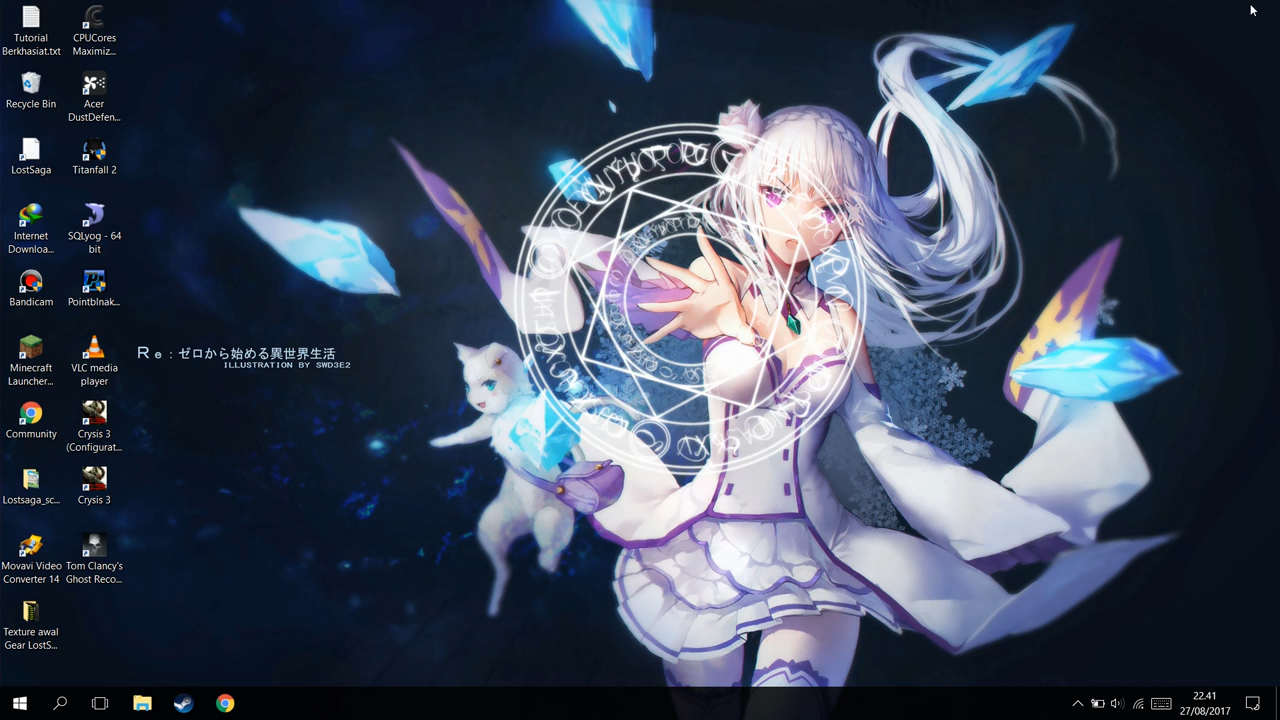 Tutorial
Berkhasiat.txt
CPUCores
Maximiz...
Recycle Bin
Acer
DustDefen...
LostSaga
Titanfall 2
Internet
Downloa...
SQLyog - 64
bit
Bandicam
Pointblnak...
Minecraft
Launcher...
VLC media
player
Re:ゼロから始める異世界生活
ILLUSTRATION BY SWD3E2
Community
Crysis 3
(Configurat...
Lostsaga_sc...
Crysis 3
Movavi Video
Converter 14
Tom Clancy's
Ghost Reco...
Texture awal
Gear LostS...
22.41
27/08/2017